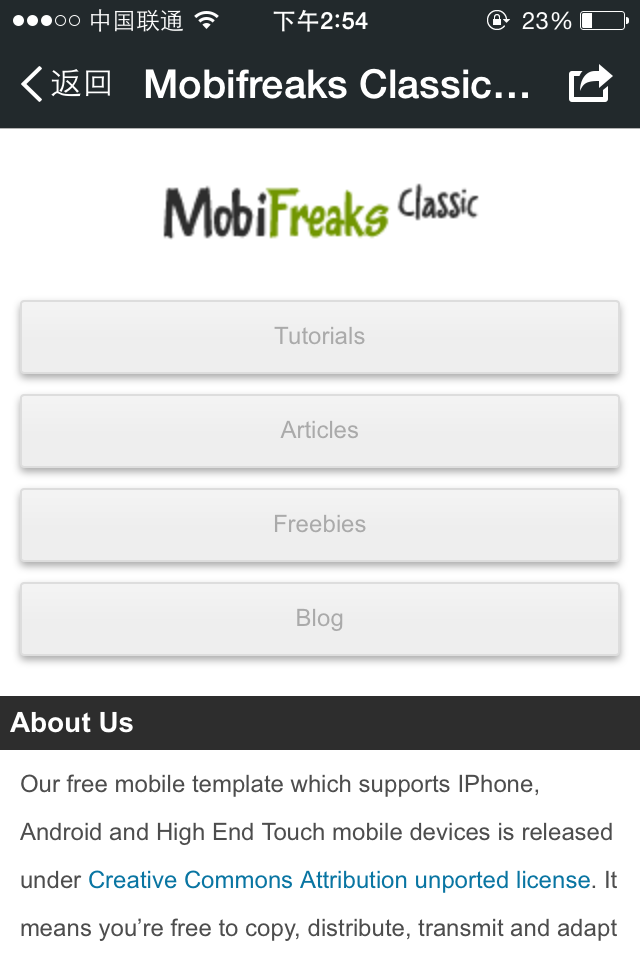 中国联通 下午2:54 23%
返回 Mobifreaks Classic...
MobiFreaks Classic
Tutorials
Articles
Freebies
Blog
About Us
Our free mobile template which supports IPhone,
Android and High End Touch mobile devices is released
under Creative Commons Attribution unported license. It
means you’re free to copy, distribute, transmit and adapt